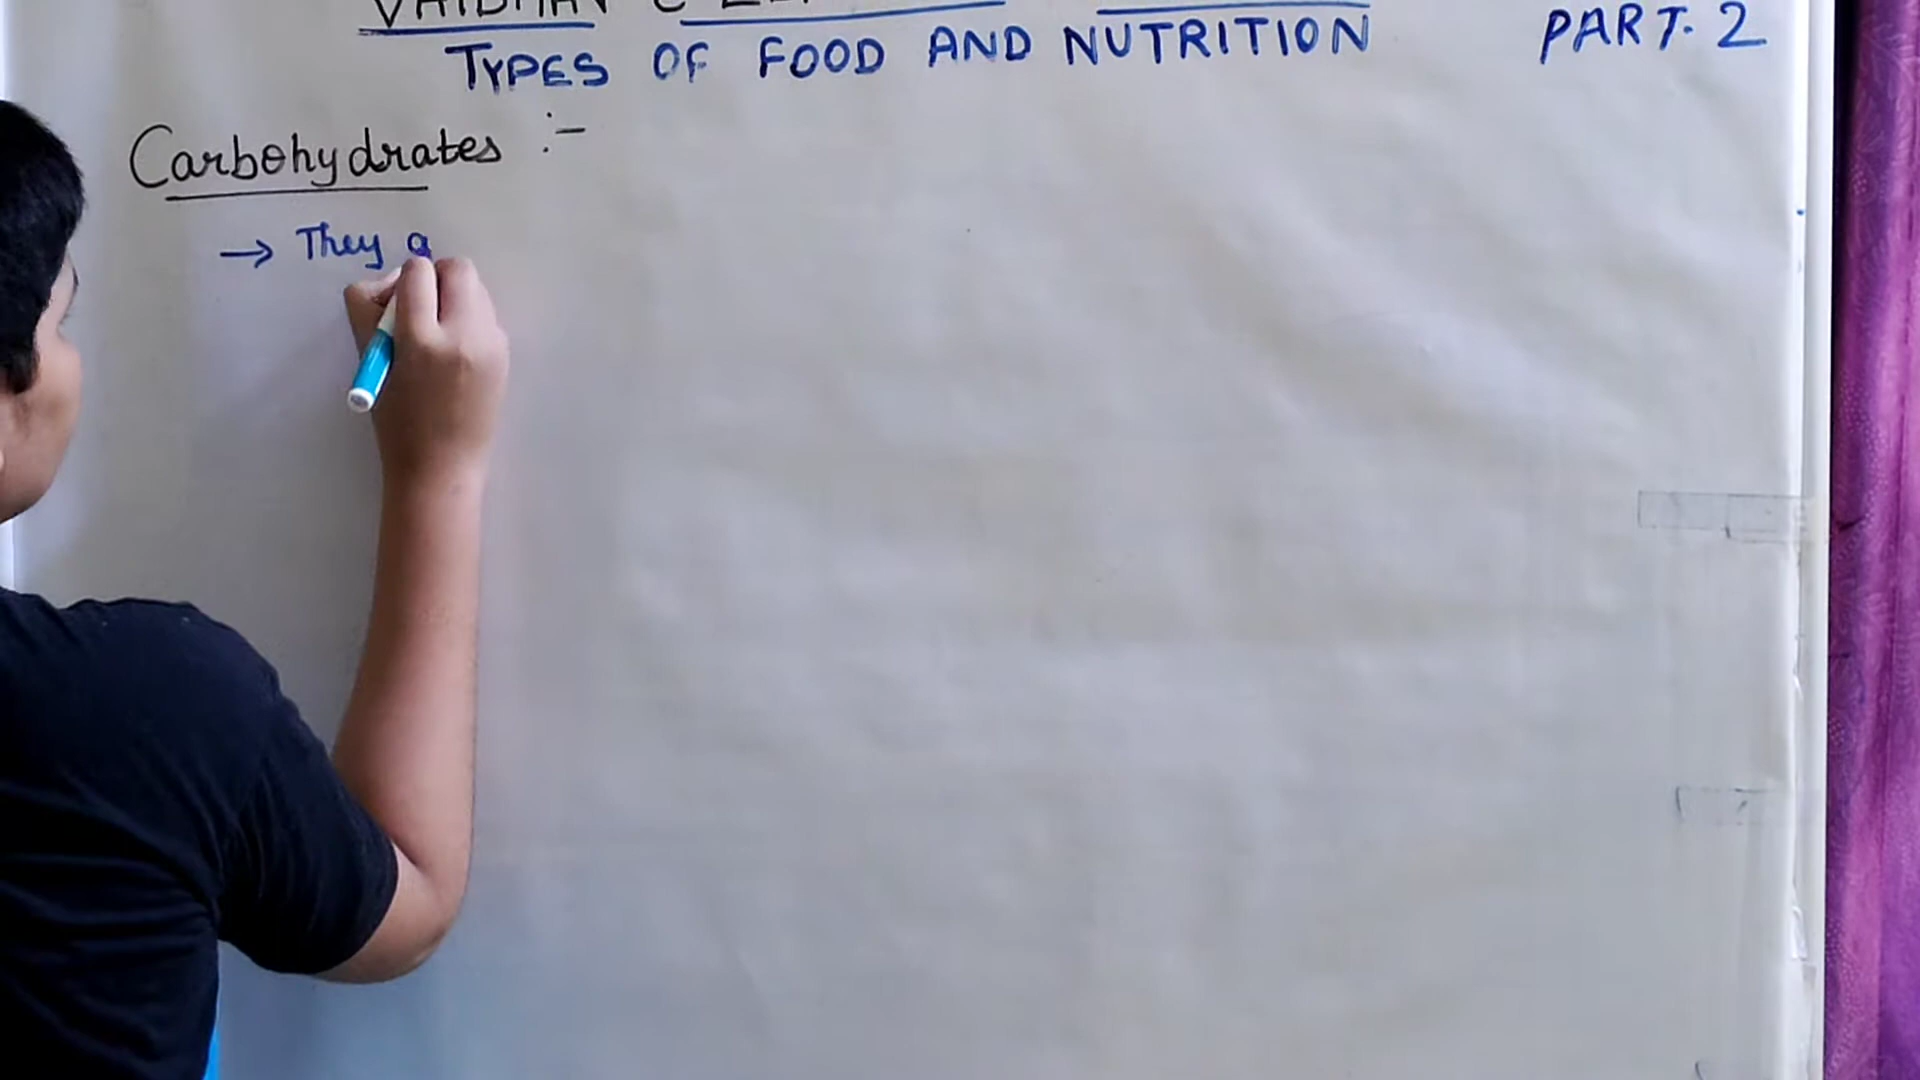 TYPES OF FOOD AND NUTRITION PART. 2
Carbohydrates :-
→ They a